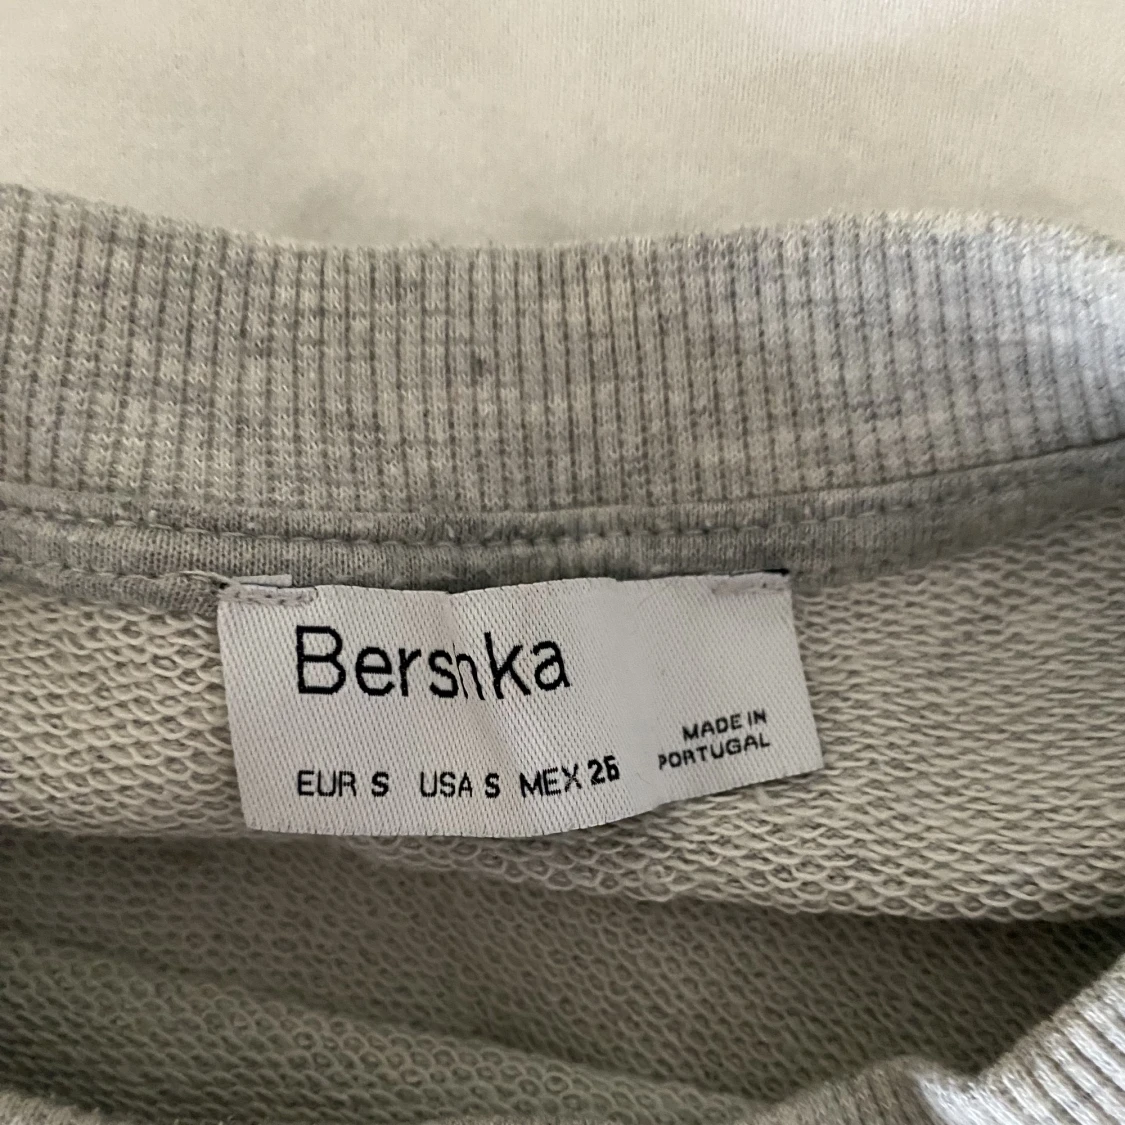 Bershka
MADE IN
PORTUGAL
EUR S USA S MEX 26